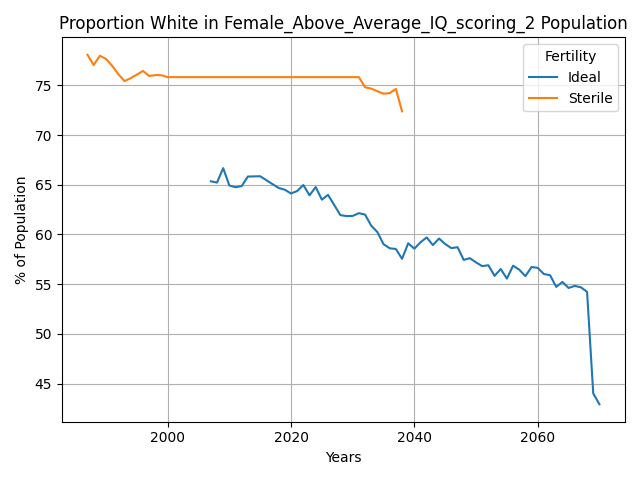 Proportion White in Female_Above_Average_IQ_scoring_2 Population
Fertility
Ideal
Sterile
% of Population
75
70
65
60
55
50
45
2000
2020
2040
2060
Years